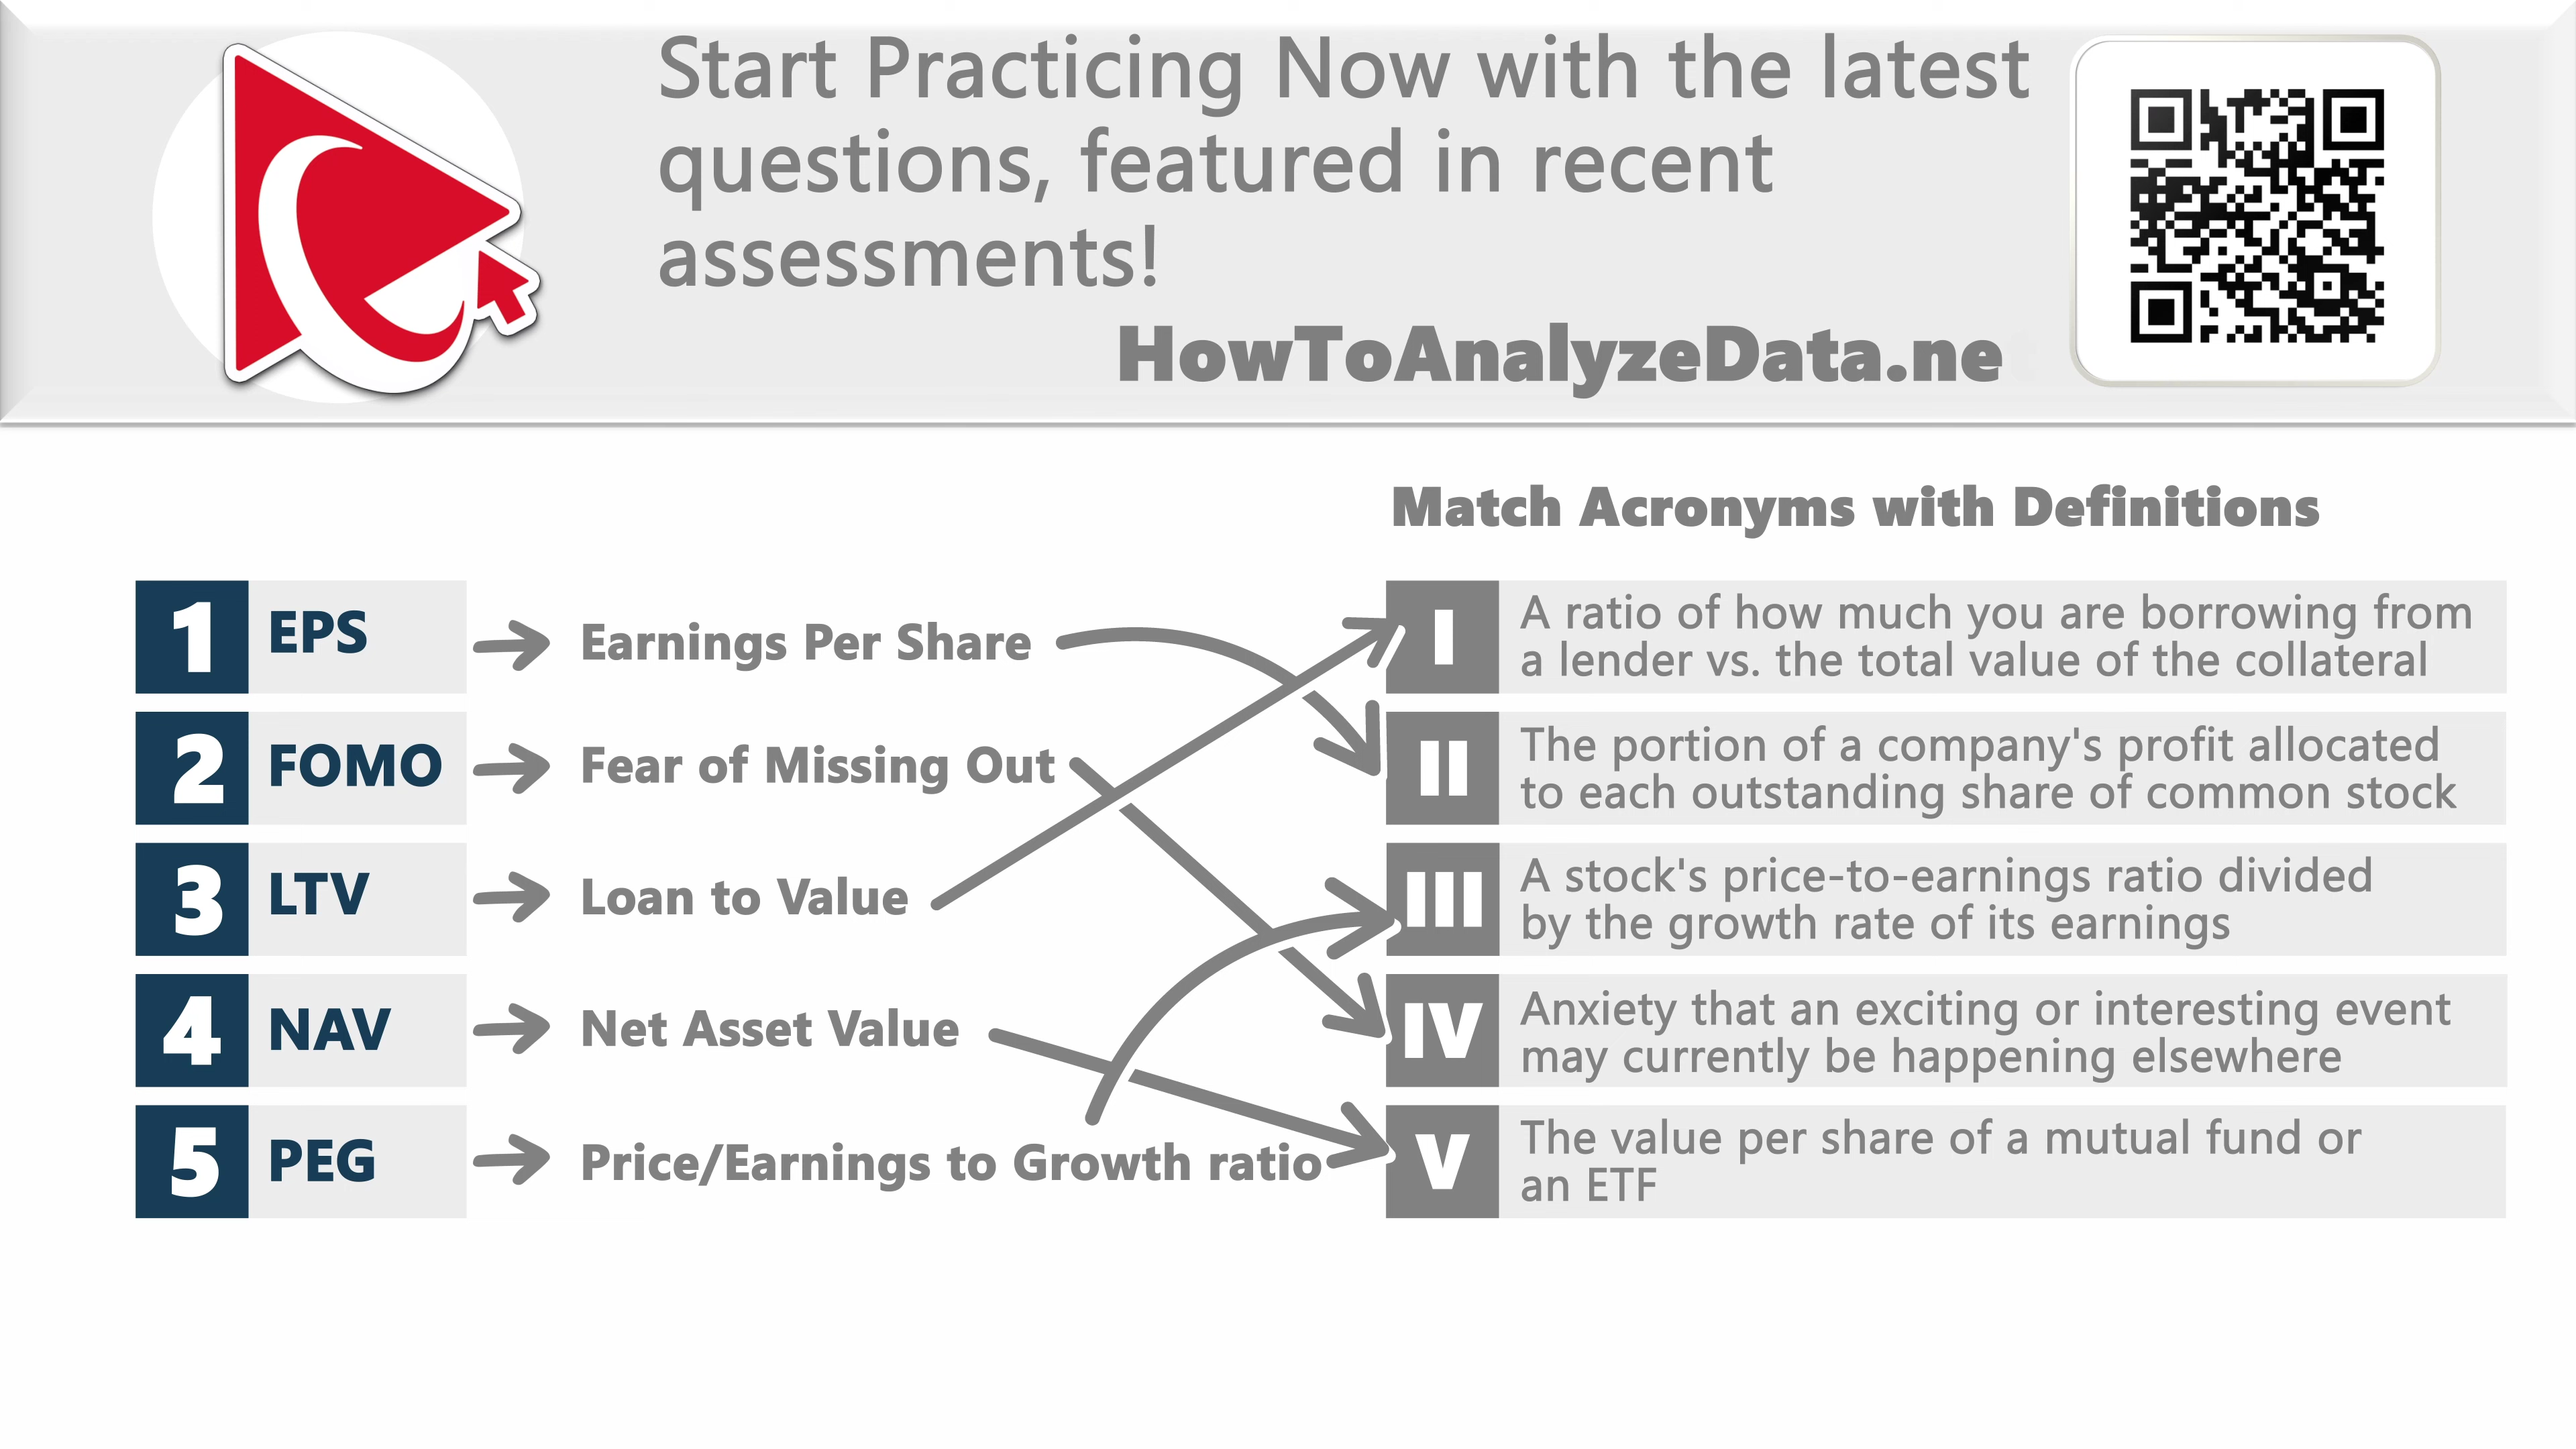 Start Practicing Now with the latest
questions, featured in recent
assessments!
HowToAnalyzeData.ne
Match Acronyms with Definitions
1 EPS Earnings Per Share
2 FOMO Fear of Missing Out
3 LTV Loan to Value
4 NAV Net Asset Value
5 PEG Price/Earnings to Growth ratio
I A ratio of how much you are borrowing from
a lender vs. the total value of the collateral
II The portion of a company's profit allocated
to each outstanding share of common stock
III A stock's price-to-earnings ratio divided
by the growth rate of its earnings
IV Anxiety that an exciting or interesting event
may currently be happening elsewhere
V The value per share of a mutual fund or
an ETF